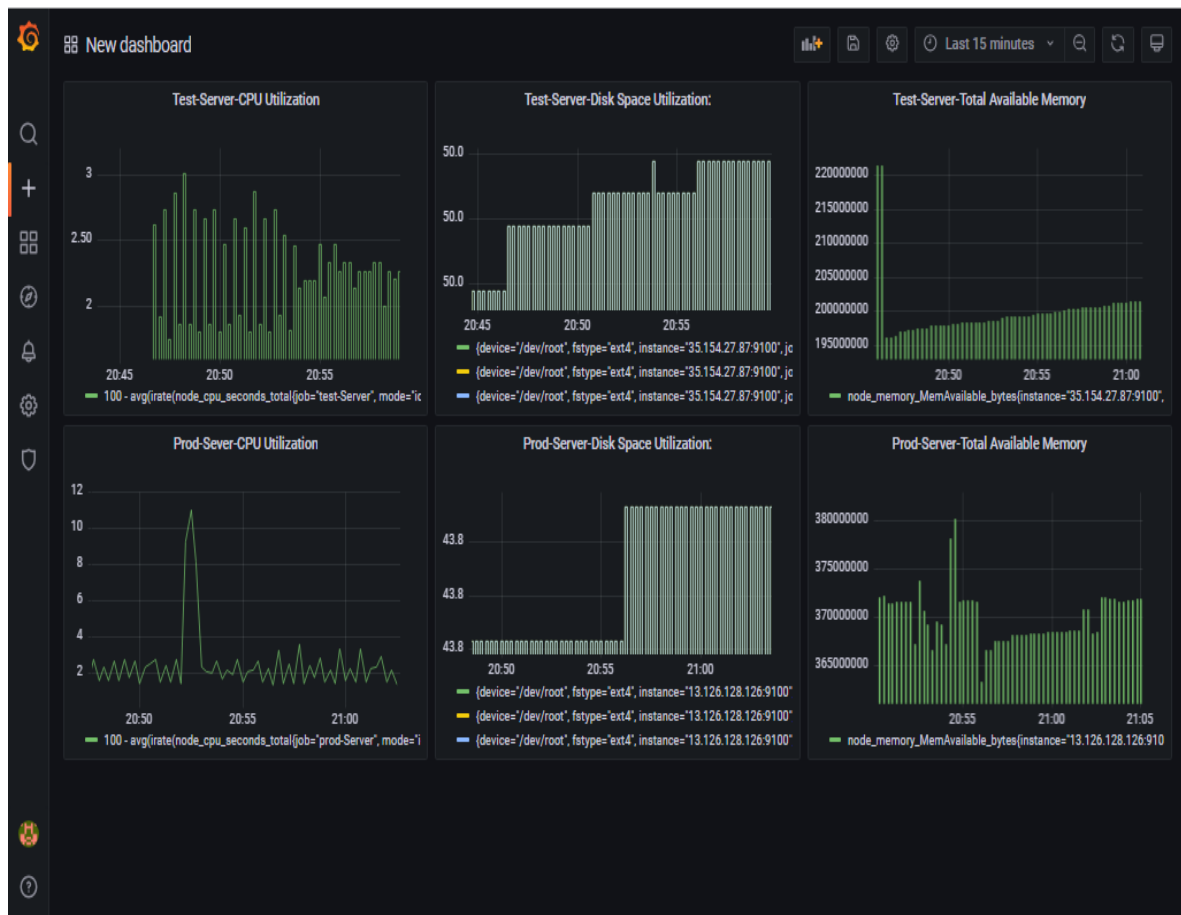 New dashboard
Last 15 minutes
Test-Server-CPU Utilization
3
2.50
2
20:45 20:50 20:55
100 - avg(irate(node_cpu_seconds_total{job="test-Server", mode="ic
Test-Server-Disk Space Utilization:
50.0
50.0
50.0
20:45 20:50 20:55
{device="/dev/root", fstype="ext4", instance="35.154.27.87:9100", jc
{device="/dev/root", fstype="ext4", instance="35.154.27.87:9100", jc
{device="/dev/root", fstype="ext4", instance="35.154.27.87:9100", jc
Test-Server-Total Available Memory
220000000
215000000
210000000
205000000
200000000
195000000
20:50 20:55 21:00
node_memory_MemAvailable_bytes{instance="35.154.27.87:9100",
Prod-Sever-CPU Utilization
12
10
8
6
4
2
20:50 20:55 21:00
100 - avg(irate(node_cpu_seconds_total{job="prod-Server", mode="i
Prod-Server-Disk Space Utilization:
43.8
43.8
43.8
20:50 20:55 21:00
{device="/dev/root", fstype="ext4", instance="13.126.128.126:9100"
{device="/dev/root", fstype="ext4", instance="13.126.128.126:9100"
{device="/dev/root", fstype="ext4", instance="13.126.128.126:9100"
Prod-Server-Total Available Memory
380000000
375000000
370000000
365000000
20:55 21:00 21:05
node_memory_MemAvailable_bytes{instance="13.126.128.126:910